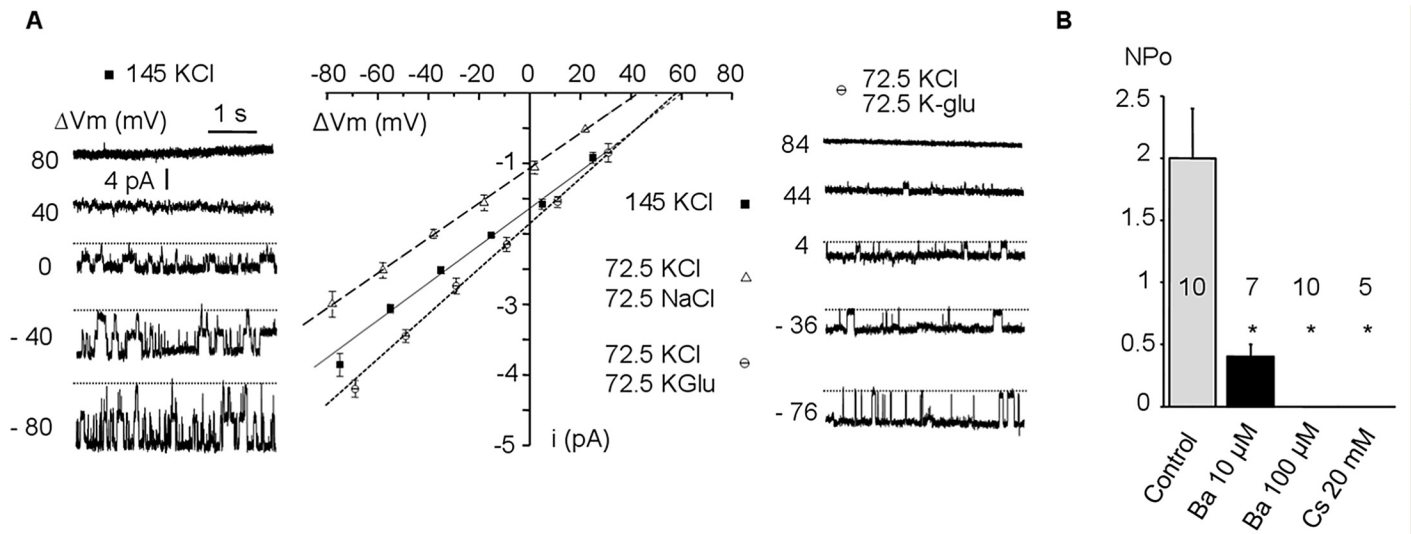 A
■ 145 KCl
ΔVm (mV)
1 s
80
4 pA
40
0
- 40
- 80
-80 -60 -40 -20 0 20 40 60 80
ΔVm (mV)
-1
-3
-4
-5
i (pA)
145 KCl ■
72.5 KCl
72.5 NaCl
72.5 KCl
72.5 KGlu
72.5 KCl
72.5 K-glu
84
44
4
- 36
- 76
B
NPo
2.5
2
1.5
1
0.5
0
10
7
10
5
* * *
Control
Ba 10 µM
Ba 100 µM
Cs 20 mM